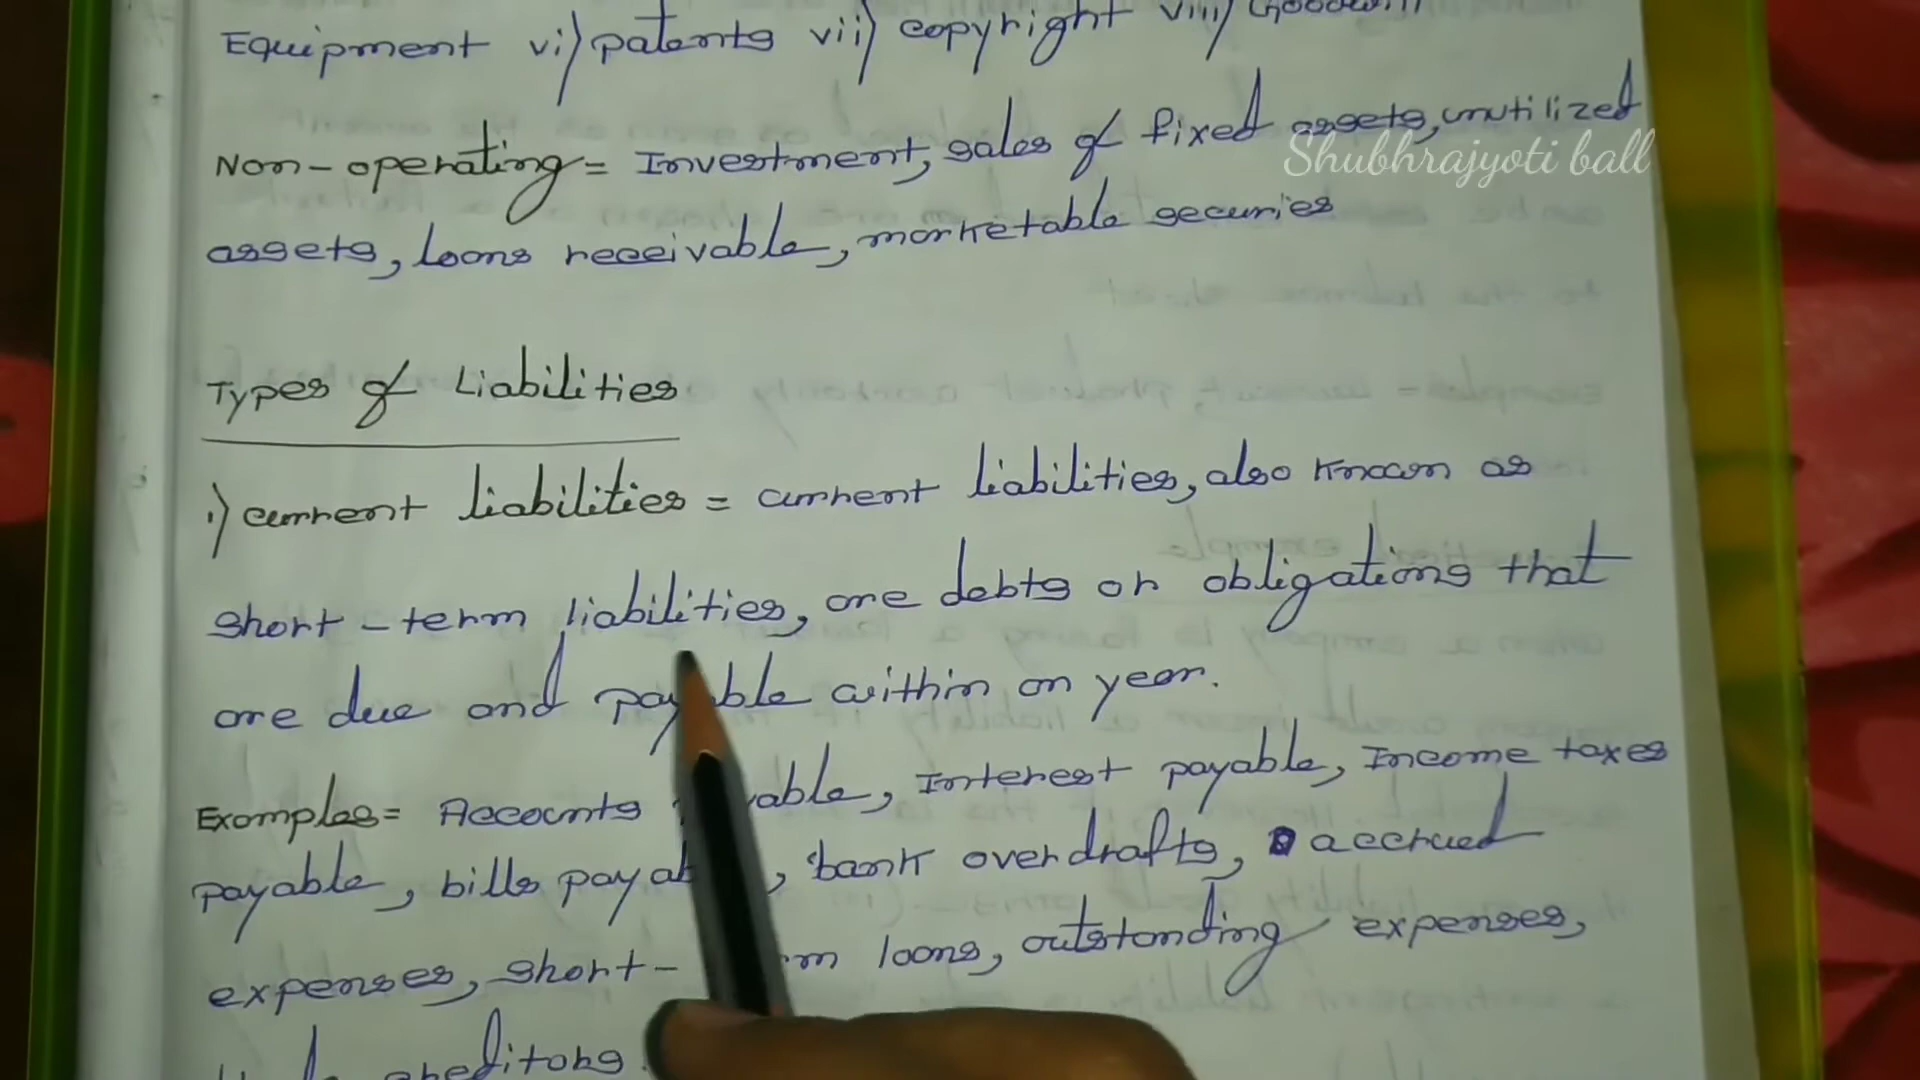 Equipment vi) patents vii) copyright viii) Goodwill
Non-operating = Investment, sales of fixed assets, unutilized
Shubhrajyoti ball
assets, loans receivable, marketable securies
Types of Liabilities
i) current liabilities = current liabilities, also known as
short-term liabilities, are debts or obligations that
are due and payable within on year.
Examples = Accounts able, Interest payable, Income taxes
payable, bills payab , bank overdrafts, accrued
expenses, short- m loans, outstanding expenses,
creditors.